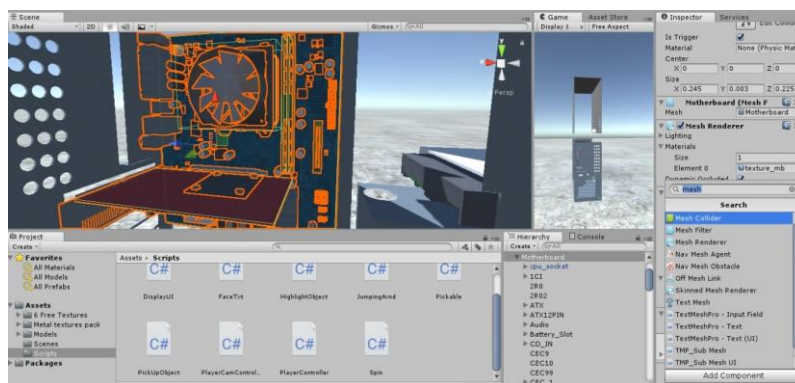 Scene
Shaded
2D
Gizmos
All
Y
Persp
Game
Asset Store
Display 1
Free Aspect
Inspector
Services
Edit Collider
Is Trigger
Material
None (Physic Mat
Center
X 0
Y 0
Z 0
Size
X 0.245
Y 0.003
Z 0.225
Motherboard (Mesh F
Mesh
Motherboard
Mesh Renderer
Lighting
Materials
Size
1
Element 0
texture_mb
Dynamic Occluded
mesh
Search
Mesh Collider
Mesh Filter
Mesh Renderer
Nav Mesh Agent
Nav Mesh Obstacle
Off Mesh Link
Skinned Mesh Renderer
Text Mesh
TextMeshPro - Input Field
TextMeshPro - Text
TextMeshPro - Text (UI)
TMP_Sub Mesh
TMP_Sub Mesh UI
Add Component
Project
Create
Favorites
All Materials
All Models
All Prefabs
Assets
6 Free Textures
Metal textures pack
Models
Scenes
Scripts
Packages
Assets Scripts
C# C# C# C# C#
DisplayUI FaceTxt HighlightObject JumpingArnd Pickable
C# C# C# C#
PickUpObject PlayerCamControl... PlayerController Spin
Hierarchy
Console
Create
All
Motherboard
cpu_socket
1CI
2R0
2R02
ATX
ATX12PIN
Audio
Battery_Slot
CD_IN
CEC9
CEC10
CEC99
CEC_1